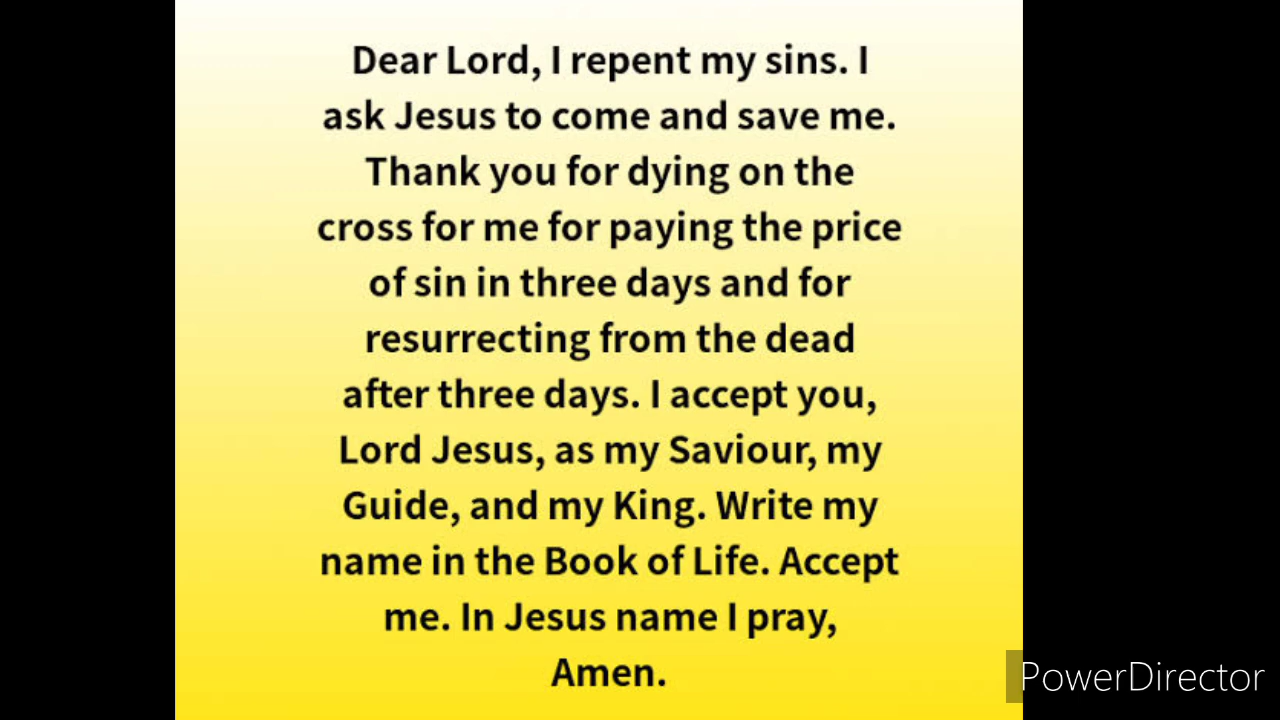 Dear Lord, I repent my sins. I
ask Jesus to come and save me.
Thank you for dying on the
cross for me for paying the price
of sin in three days and for
resurrecting from the dead
after three days. I accept you,
Lord Jesus, as my Saviour, my
Guide, and my King. Write my
name in the Book of Life. Accept
me. In Jesus name I pray,
Amen.
PowerDirector